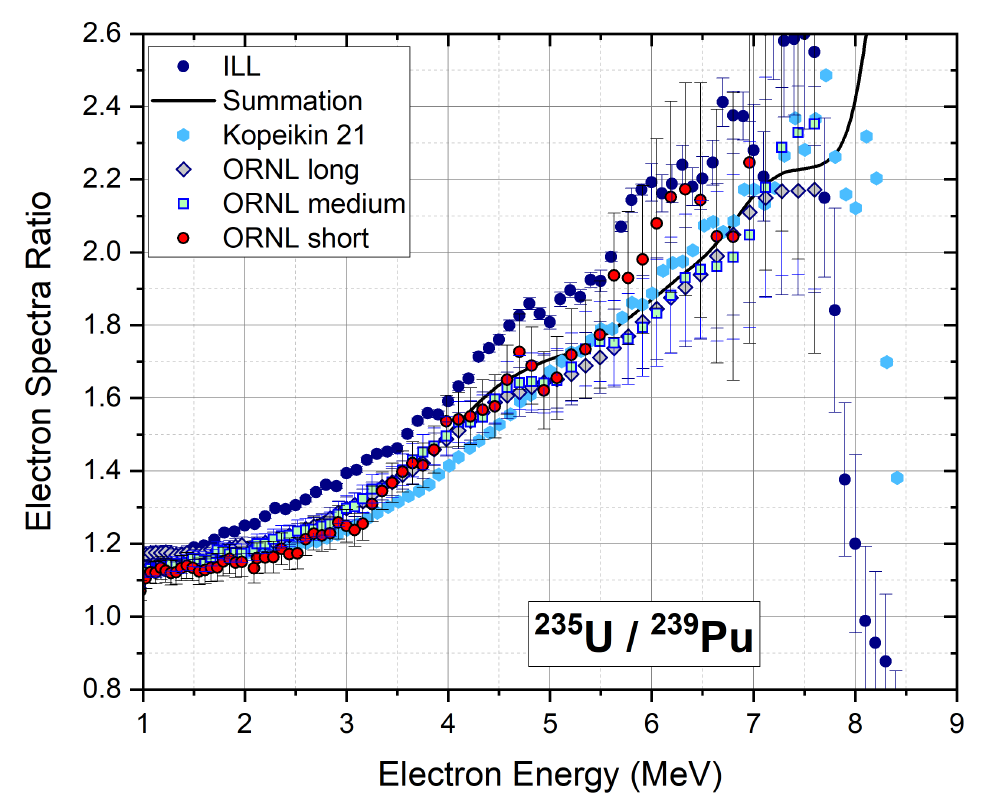 2.6
2.4
2.2
2.0
1.8
1.6
1.4
1.2
1.0
0.8
Electron Spectra Ratio
ILL
Summation
Kopeikin 21
ORNL long
ORNL medium
ORNL short
²³⁵U / ²³⁹Pu
1 2 3 4 5 6 7 8 9
Electron Energy (MeV)